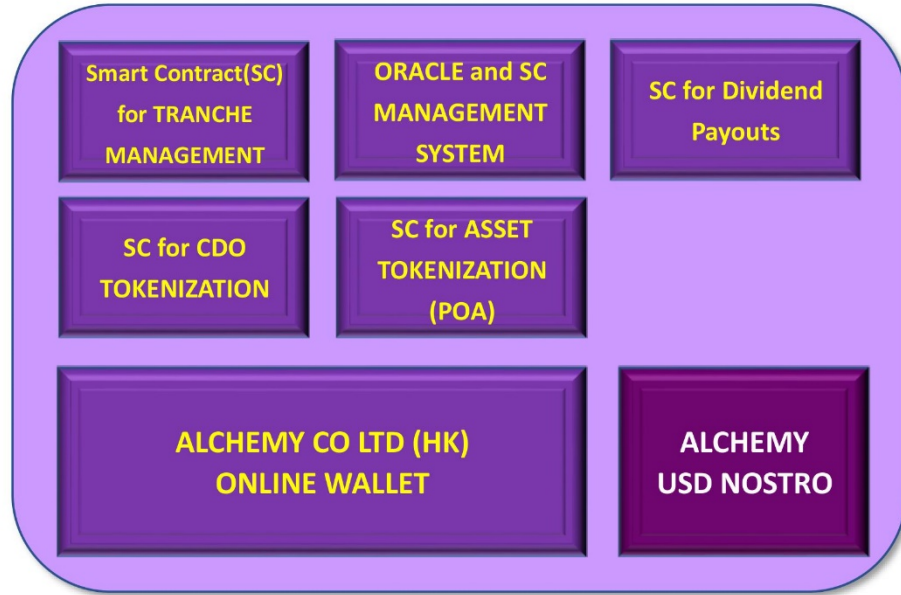 Smart Contract(SC)
for TRANCHE
MANAGEMENT
ORACLE and SC
MANAGEMENT
SYSTEM
SC for Dividend
Payouts
SC for CDO
TOKENIZATION
SC for ASSET
TOKENIZATION
(POA)
ALCHEMY CO LTD (HK)
ONLINE WALLET
ALCHEMY
USD NOSTRO